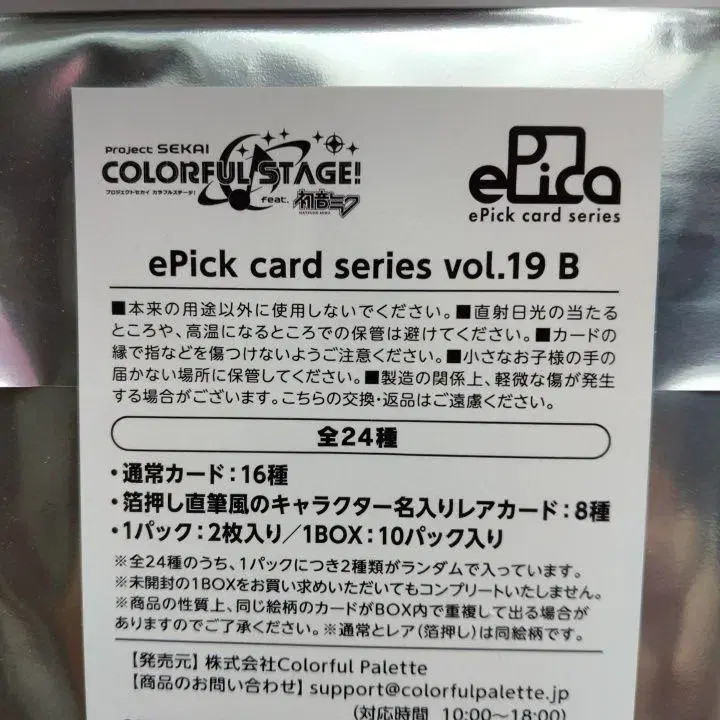 Project SEKAI
COLORFUL STAGE!
プロジェクトセカイ カラフルステージ!
feat. 初音ミク
HATSUNE MIKU
ePica
ePick card series
ePick card series vol.19 B
■本来の用途以外に使用しないでください。■直射日光の当たる
ところや、高温になるところでの保管は避けてください。■カードの
縁で指などを傷つけないようご注意ください。■小さなお子様の手の
届かない場所に保管してください。■製造の関係上、軽微な傷が発生
する場合がございます。こちらの交換・返品はご遠慮ください。
全24種
・通常カード:16種
・箔押し直筆風のキャラクター名入りレアカード:8種
・1パック:2枚入り/1BOX:10パック入り
※全24種のうち、1パックにつき2種類がランダムで入っています。
※未開封の1BOXをお買い求めいただいてもコンプリートいたしません。
※商品の性質上、同じ絵柄のカードがBOX内で重複して出る場合が
ありますのでご了承ください。※通常とレア(箔押し)は同絵柄です。
【発売元】株式会社Colorful Palette
【商品のお問い合わせ】support@colorfulpalette.jp
(対応時間 10:00〜18:00)